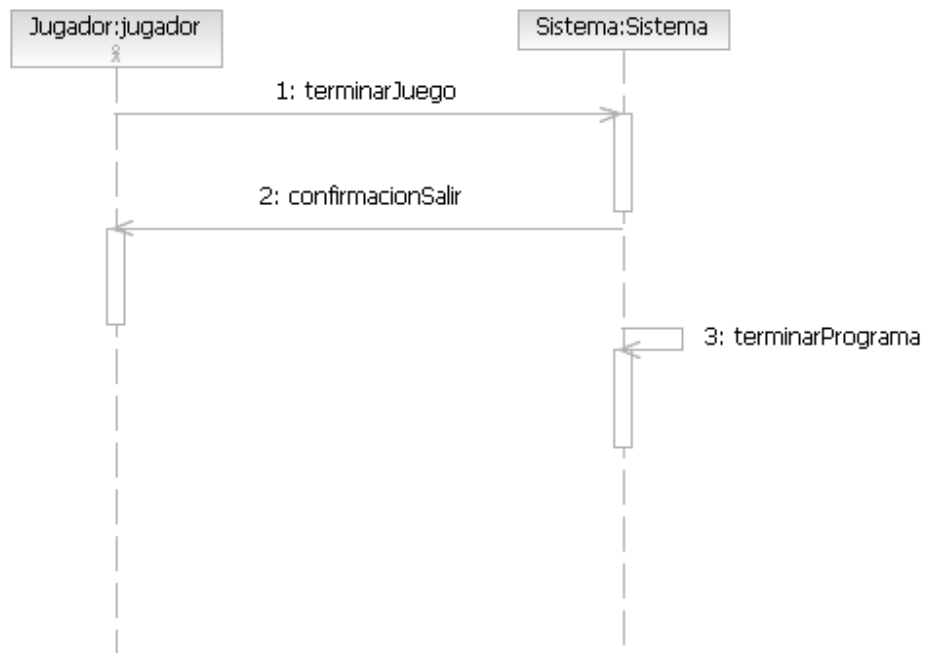 Jugador:jugador
Sistema:Sistema
1: terminarJuego
2: confirmacionSalir
3: terminarPrograma